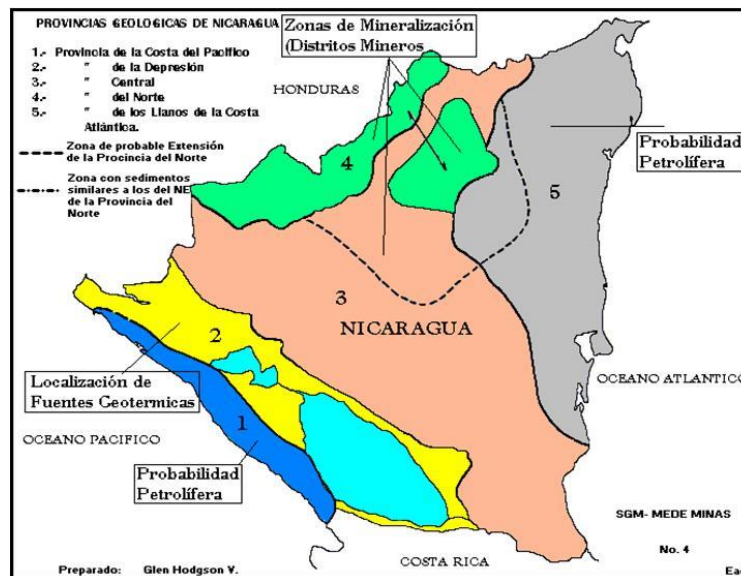 PROVINCIAS GEOLOGICAS DE NICARAGUA
1.- Provincia de la Costa del Pacifico
2.- " de la Depresión
3.- " Central
4.- " del Norte
5.- " de los Llanos de la Costa
Atlántica.
Zona de probable Extensión
de la Procincia del Norte
Zona con sedimentos
similares a los del NE
de la Provincia del
Norte
Zonas de Mineralización
(Distritos Mineros
HONDURAS
Probabilidad
Petrolífera
4
5
3
NICARAGUA
2
Localización de
Fuentes Geotermicas
1
OCEANO ATLANTICO
OCEANO PACIFICO
Probabilidad
Petrolífera
SGM- MEDE MINAS
No. 4
COSTA RICA
Preparado: Glen Hodgson V.